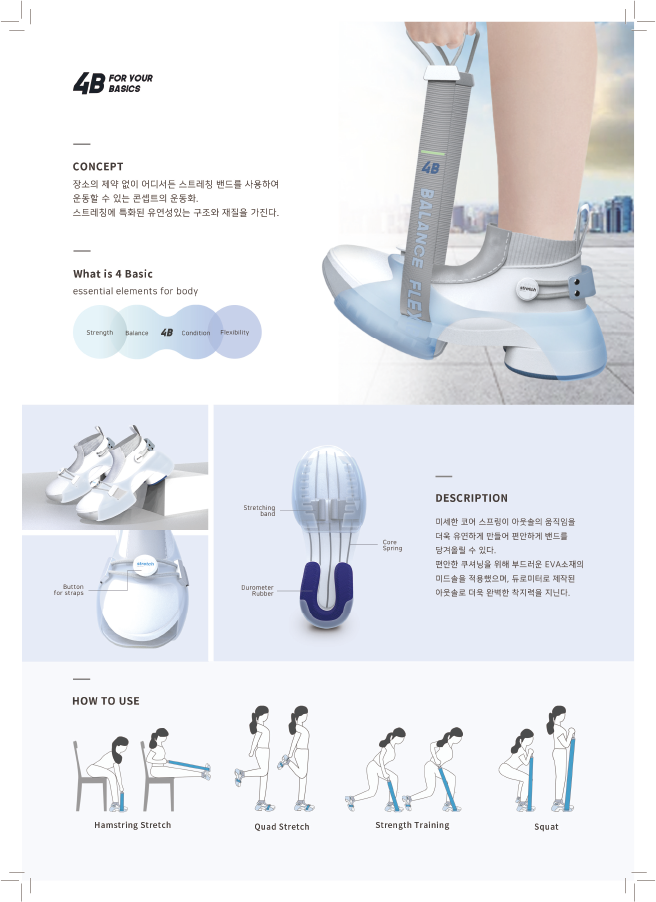 4B FOR YOUR
BASICS
CONCEPT
장소의 제약 없이 어디서든 스트레칭 밴드를 사용하여
운동할 수 있는 콘셉트의 운동화.
스트레칭에 특화된 유연성있는 구조와 재질을 가진다.
What is 4 Basic
essential elements for body
Strength Balance 4B Condition Flexibility
4B
BALANCE FLEX
stretch
stretch
Button
for straps
Stretching
band
Core
Spring
Durometer
Rubber
DESCRIPTION
미세한 코어 스프링이 아웃솔의 움직임을
더욱 유연하게 만들어 편안하게 밴드를
당겨올릴 수 있다.
편안한 쿠셔닝을 위해 부드러운 EVA소재의
미드솔을 적용했으며, 듀로미터로 제작된
아웃솔로 더욱 완벽한 착지력을 지닌다.
HOW TO USE
Hamstring Stretch
Quad Stretch
Strength Training
Squat